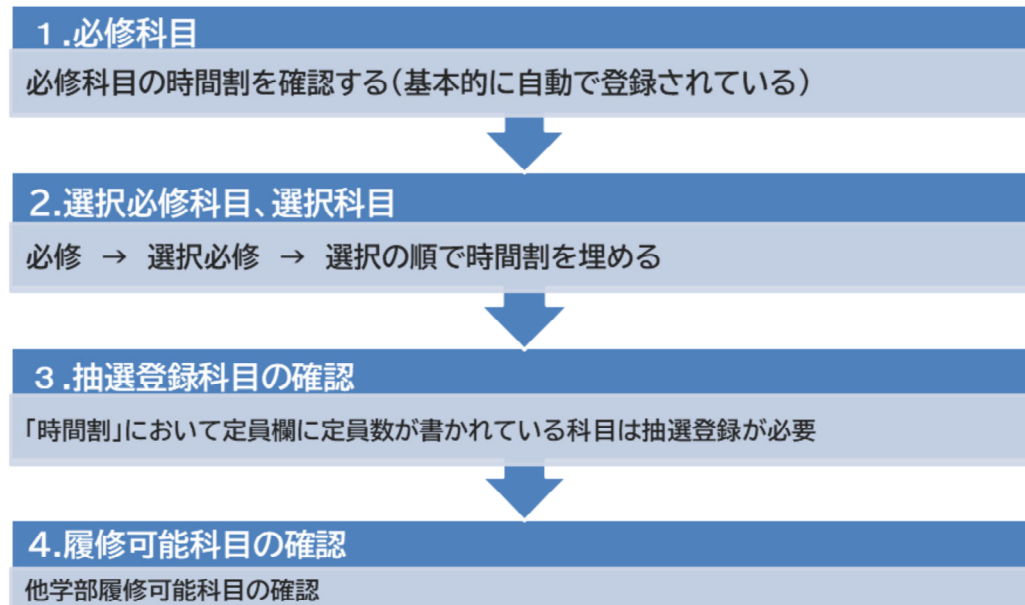 １.必修科目
必修科目の時間割を確認する(基本的に自動で登録されている)
2.選択必修科目、選択科目
必修 → 選択必修 → 選択の順で時間割を埋める
３.抽選登録科目の確認
「時間割」において定員欄に定員数が書かれている科目は抽選登録が必要
4.履修可能科目の確認
他学部履修可能科目の確認